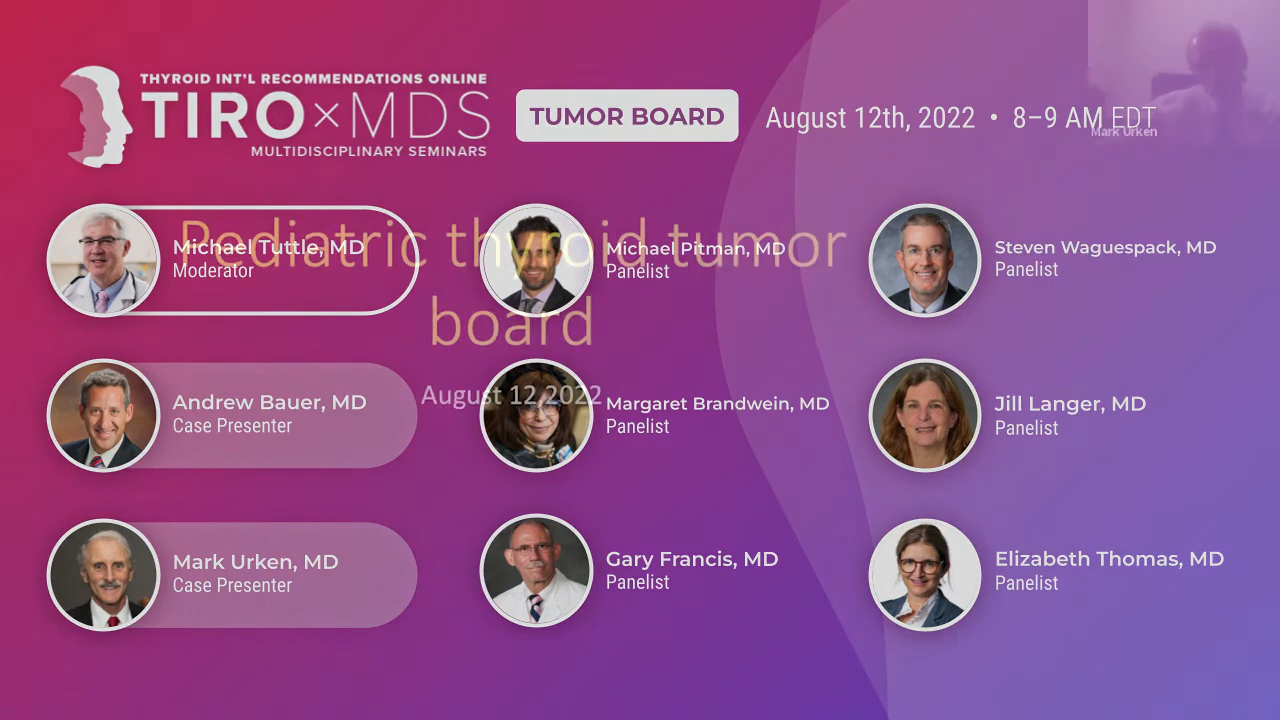 THYROID INT'L RECOMMENDATIONS ONLINE
TIRO×MDS
MULTIDISCIPLINARY SEMINARS
TUMOR BOARD
August 12th, 2022 • 8–9 AM EDT
Mark Urken
Pediatric thyroid tumor
board
August 12,2022
Michael Tuttle, MD
Moderator
Michael Pitman, MD
Panelist
Steven Waguespack, MD
Panelist
Andrew Bauer, MD
Case Presenter
Margaret Brandwein, MD
Panelist
Jill Langer, MD
Panelist
Mark Urken, MD
Case Presenter
Gary Francis, MD
Panelist
Elizabeth Thomas, MD
Panelist